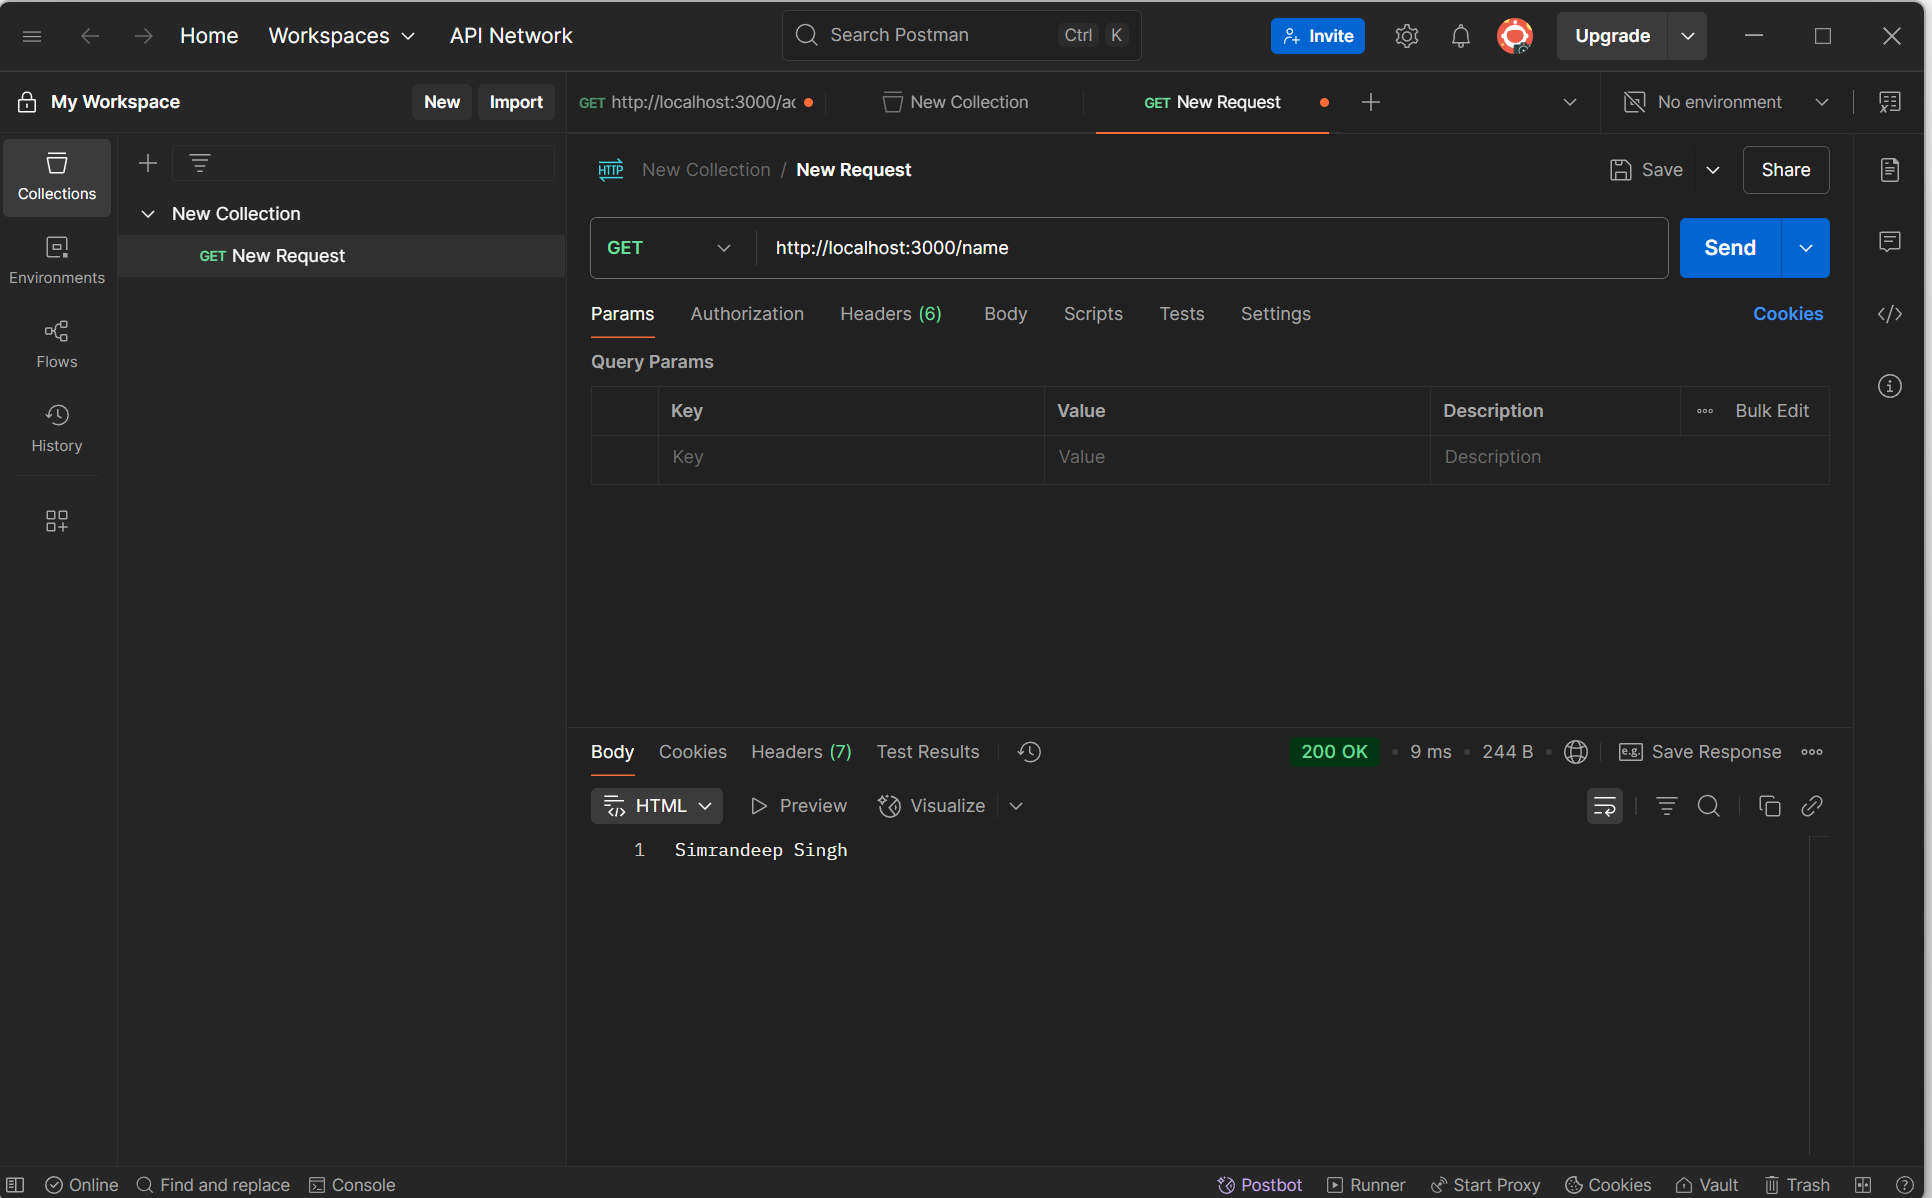 Home Workspaces API Network Search Postman Ctrl K Invite Upgrade
My Workspace New Import GET http://localhost:3000/ac New Collection GET New Request No environment
Collections
Environments
Flows
History
New Collection
GET New Request
HTTP New Collection / New Request Save Share
GET http://localhost:3000/name Send
Params Authorization Headers (6) Body Scripts Tests Settings Cookies
Query Params
Key Value Description Bulk Edit
Key Value Description
Body Cookies Headers (7) Test Results 200 OK • 9 ms • 244 B • e.g. Save Response
HTML Preview Visualize
1 Simrandeep Singh
Online Find and replace Console Postbot Runner Start Proxy Cookies Vault Trash